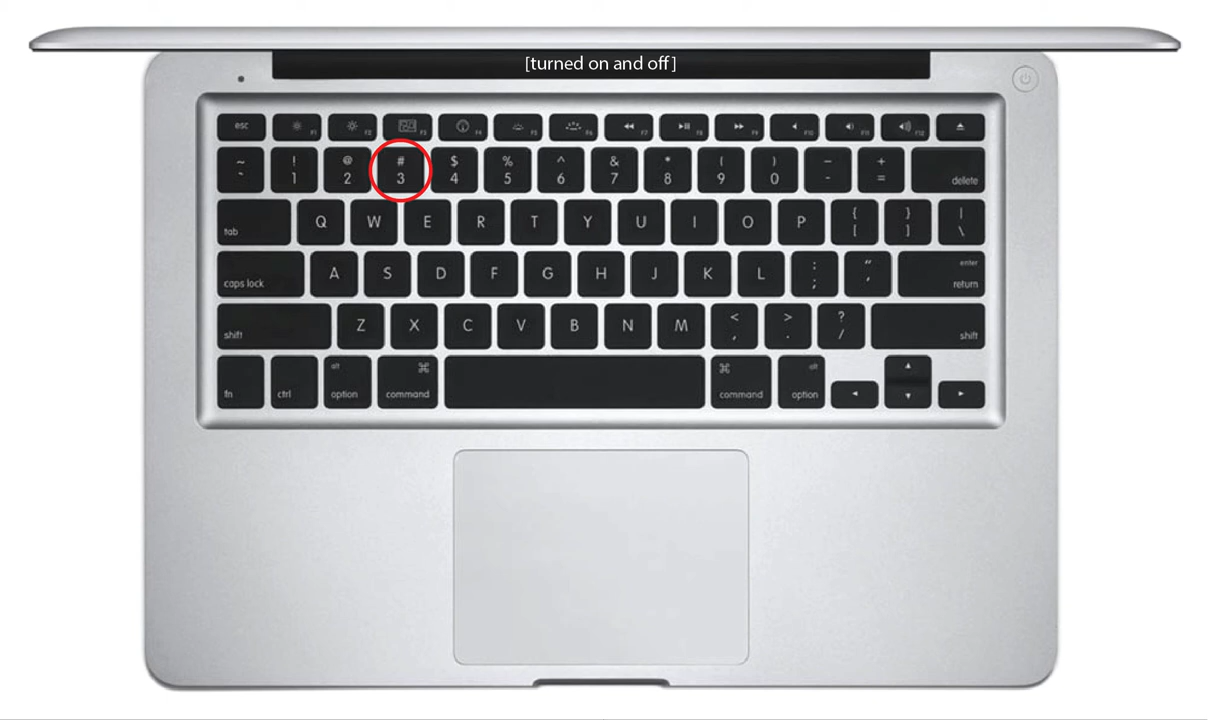 [turned on and off]
esc F1 F2 F3 F4 F5 F6 F7 F8 F9 F10 F11 F12
~ ! @ # $ % ^ & * ( ) – +
` 1 2 3 4 5 6 7 8 9 0 - = delete
tab Q W E R T Y U I O P { [ } ] | \
caps lock A S D F G H J K L : ; " ' enter return
shift Z X C V B N M < , > . ? / shift
fn ctrl alt option ⌘ command ⌘ command alt option